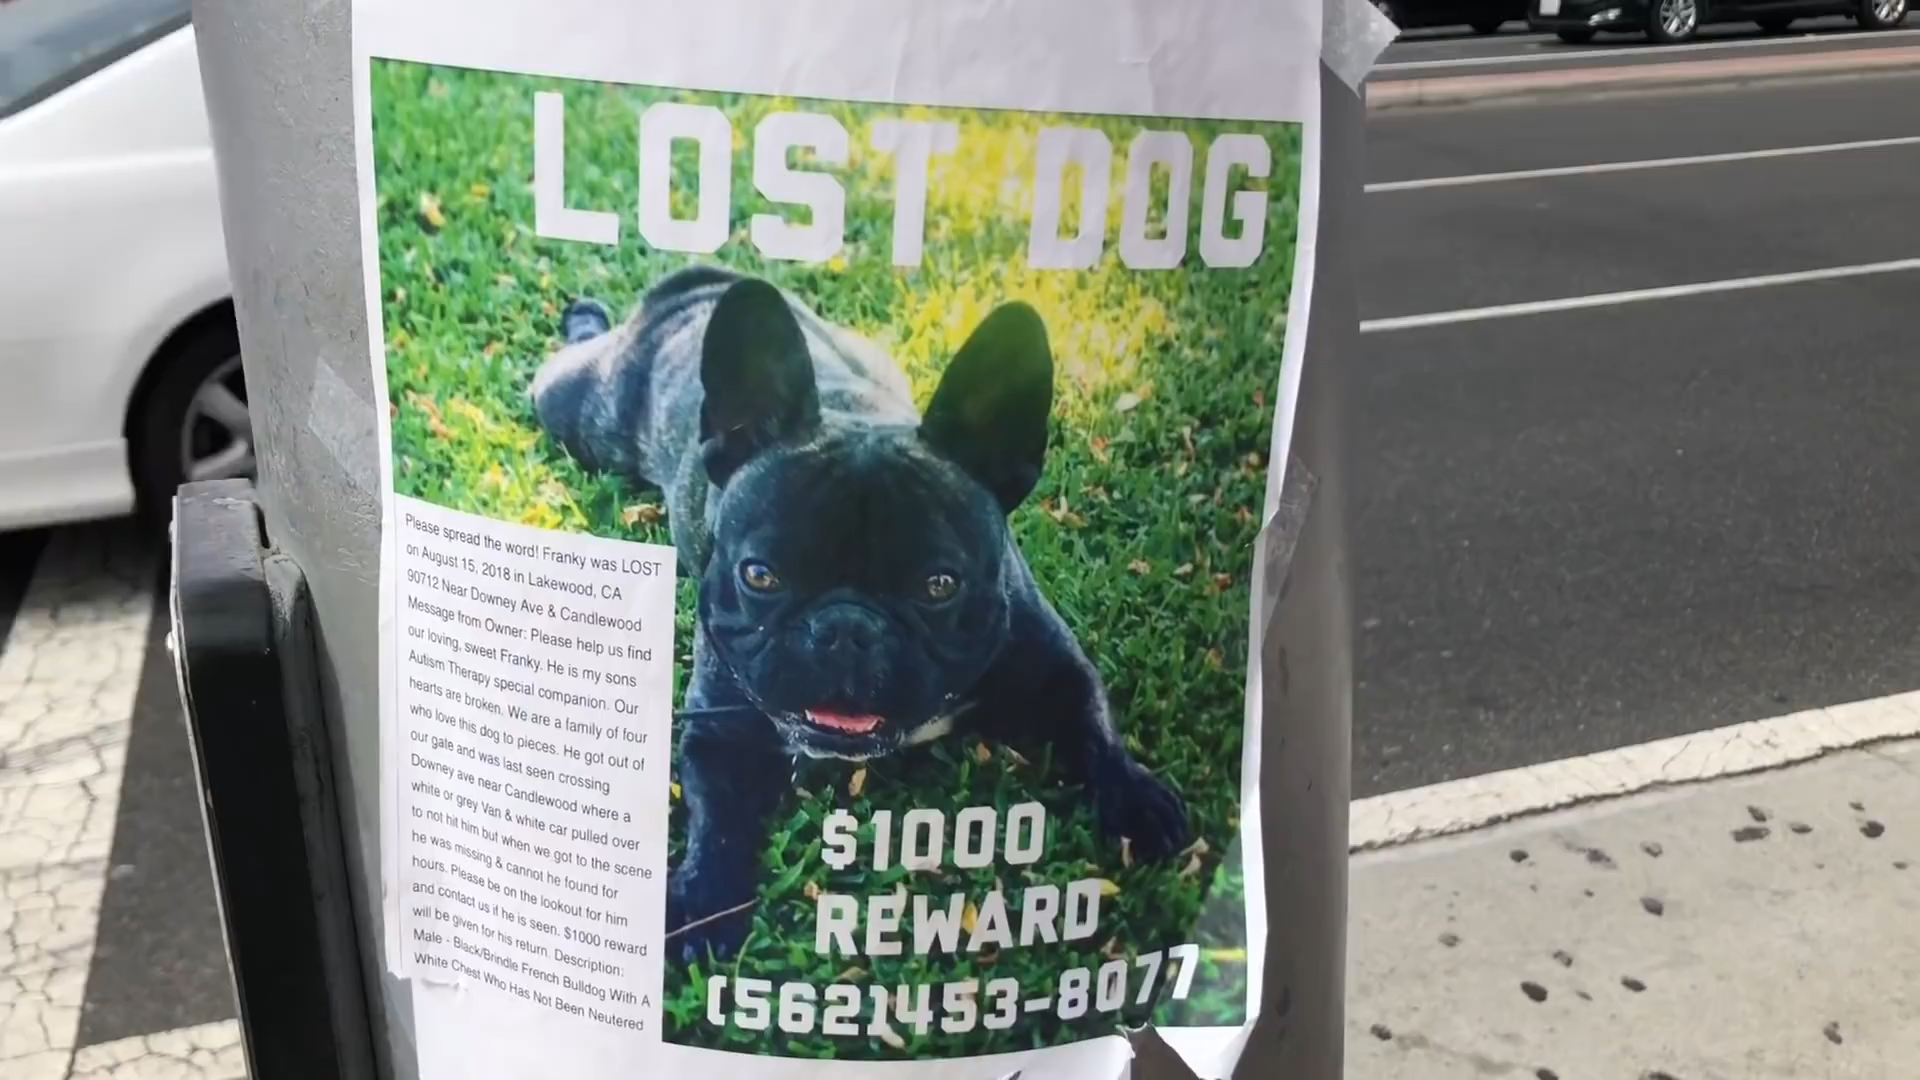 LOST DOG
Please spread the word! Franky was LOST
on August 15, 2018 in Lakewood, CA
90712 Near Downey Ave & Candlewood
Message from Owner: Please help us find
our loving, sweet Franky. He is my sons
Autism Therapy special companion. Our
hearts are broken. We are a family of four
who love this dog to pieces. He got out of
our gate and was last seen crossing
Downey ave near Candlewood where a
white or grey Van & white car pulled over
to not hit him but when we got to the scene
he was missing & cannot he found for
hours. Please be on the lookout for him
and contact us if he is seen. $1000 reward
will be given for his return. Description:
Male - Black/Brindle French Bulldog With A
White Chest Who Has Not Been Neutered
$1000
REWARD
(562)453-8077